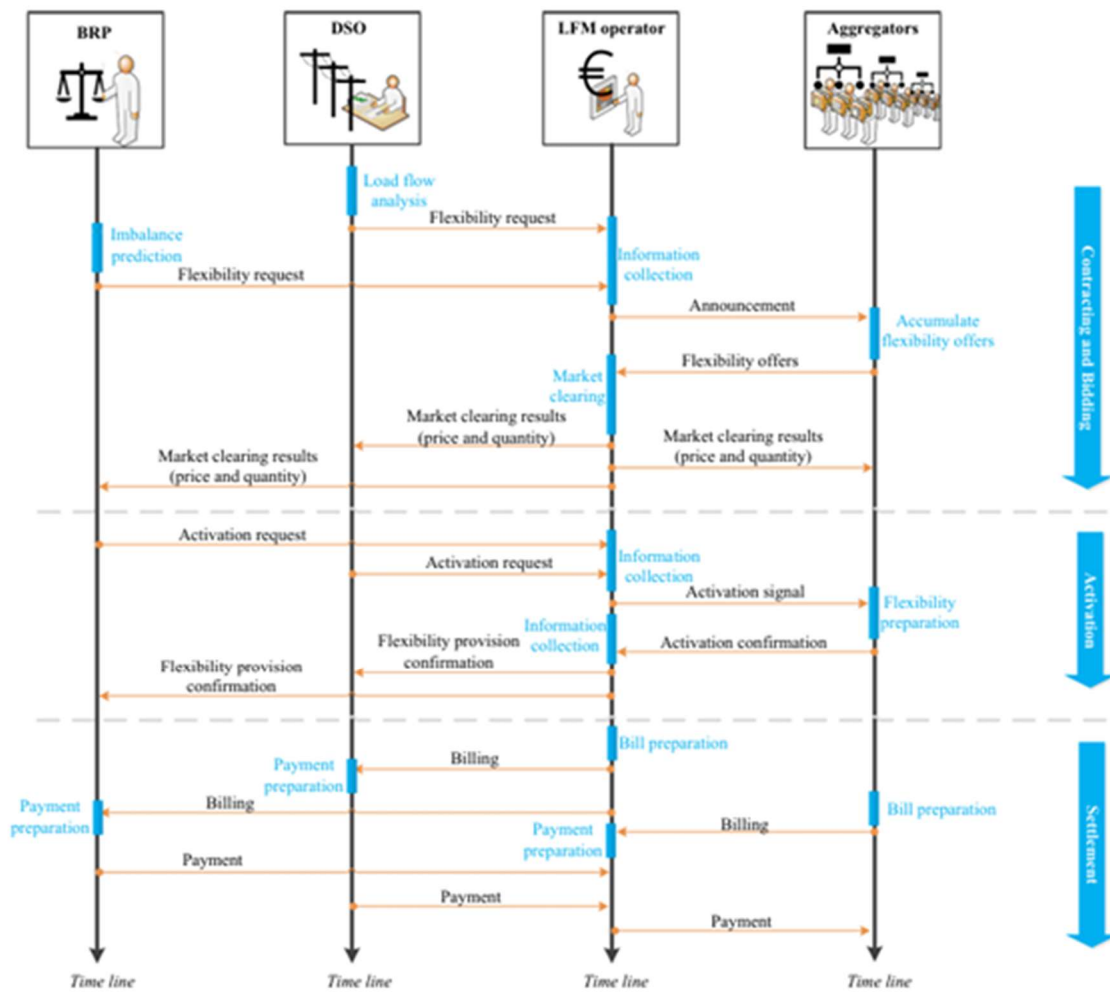 BRP
DSO
LFM operator
Aggregators
Load flow
analysis
Flexibility request
Imbalance
prediction
Information
collection
Flexibility request
Announcement
Accumulate
flexibility offers
Flexibility offers
Market
clearing
Market clearing results
(price and quantity)
Market clearing results
(price and quantity)
Market clearing results
(price and quantity)
Contracting and Bidding
Activation request
Information
collection
Activation request
Activation signal
Flexibility
preparation
Information
collection
Activation confirmation
Flexibility provision
confirmation
Flexibility provision
confirmation
Activation
Bill preparation
Billing
Payment
preparation
Billing
Payment
preparation
Bill preparation
Billing
Payment
preparation
Payment
Payment
Payment
Settlement
Time line
Time line
Time line
Time line